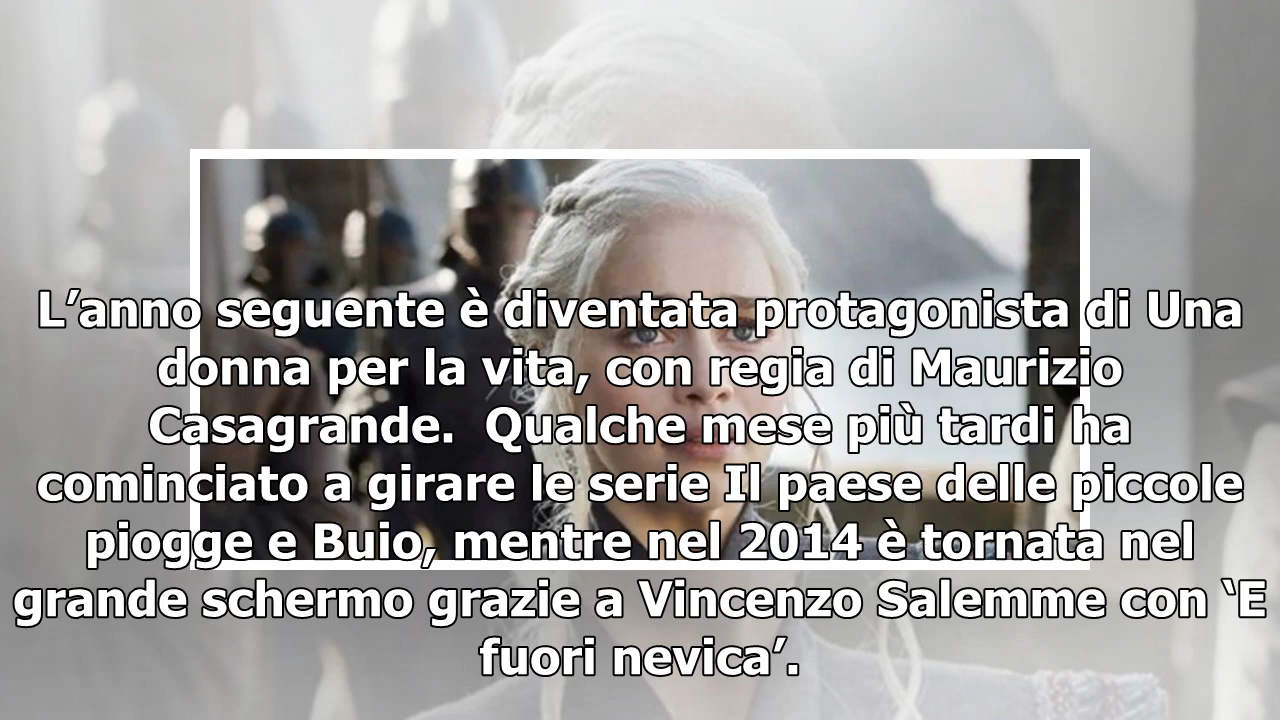 L’anno seguente è diventata protagonista di Una
donna per la vita, con regia di Maurizio
Casagrande.  Qualche mese più tardi ha
cominciato a girare le serie Il paese delle piccole
piogge e Buio, mentre nel 2014 è tornata nel
grande schermo grazie a Vincenzo Salemme con ‘E
fuori nevica’.